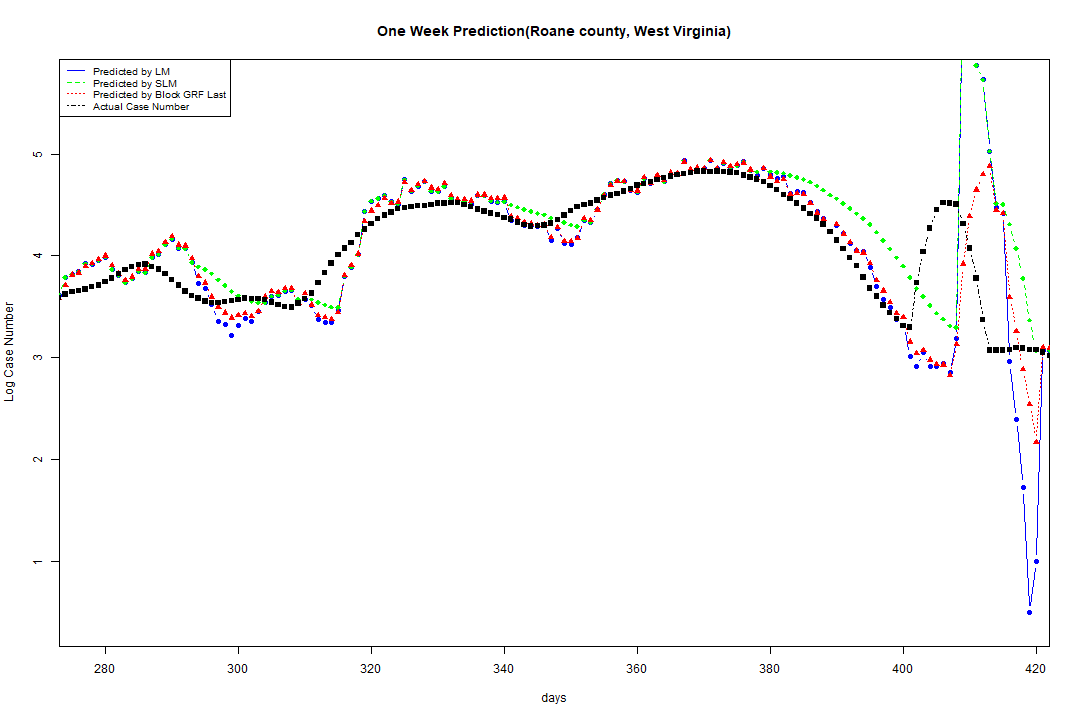 One Week Prediction(Roane county, West Virginia)
Predicted by LM
Predicted by SLM
Predicted by Block GRF Last
Actual Case Number
5
4
3
2
1
Log Case Number
280 300 320 340 360 380 400 420
days